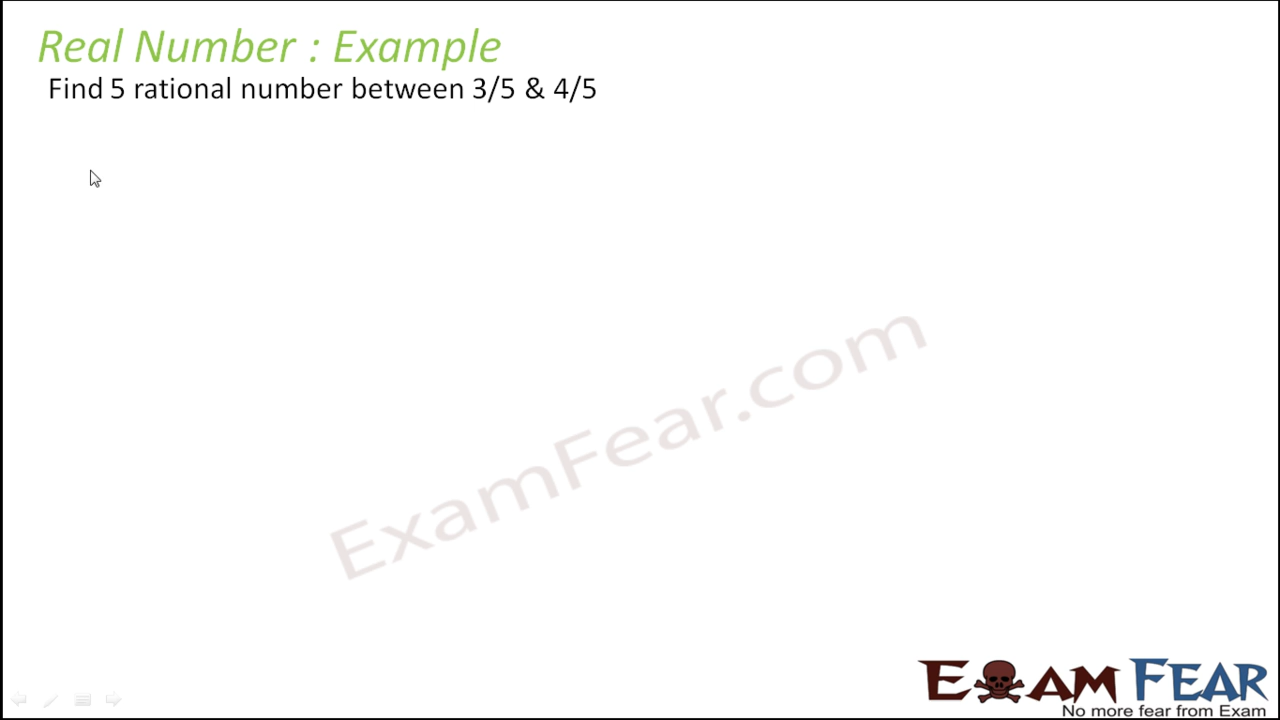 Real Number : Example
Find 5 rational number between 3/5 & 4/5
ExamFear.com
EXAM FEAR
No more fear from Exam